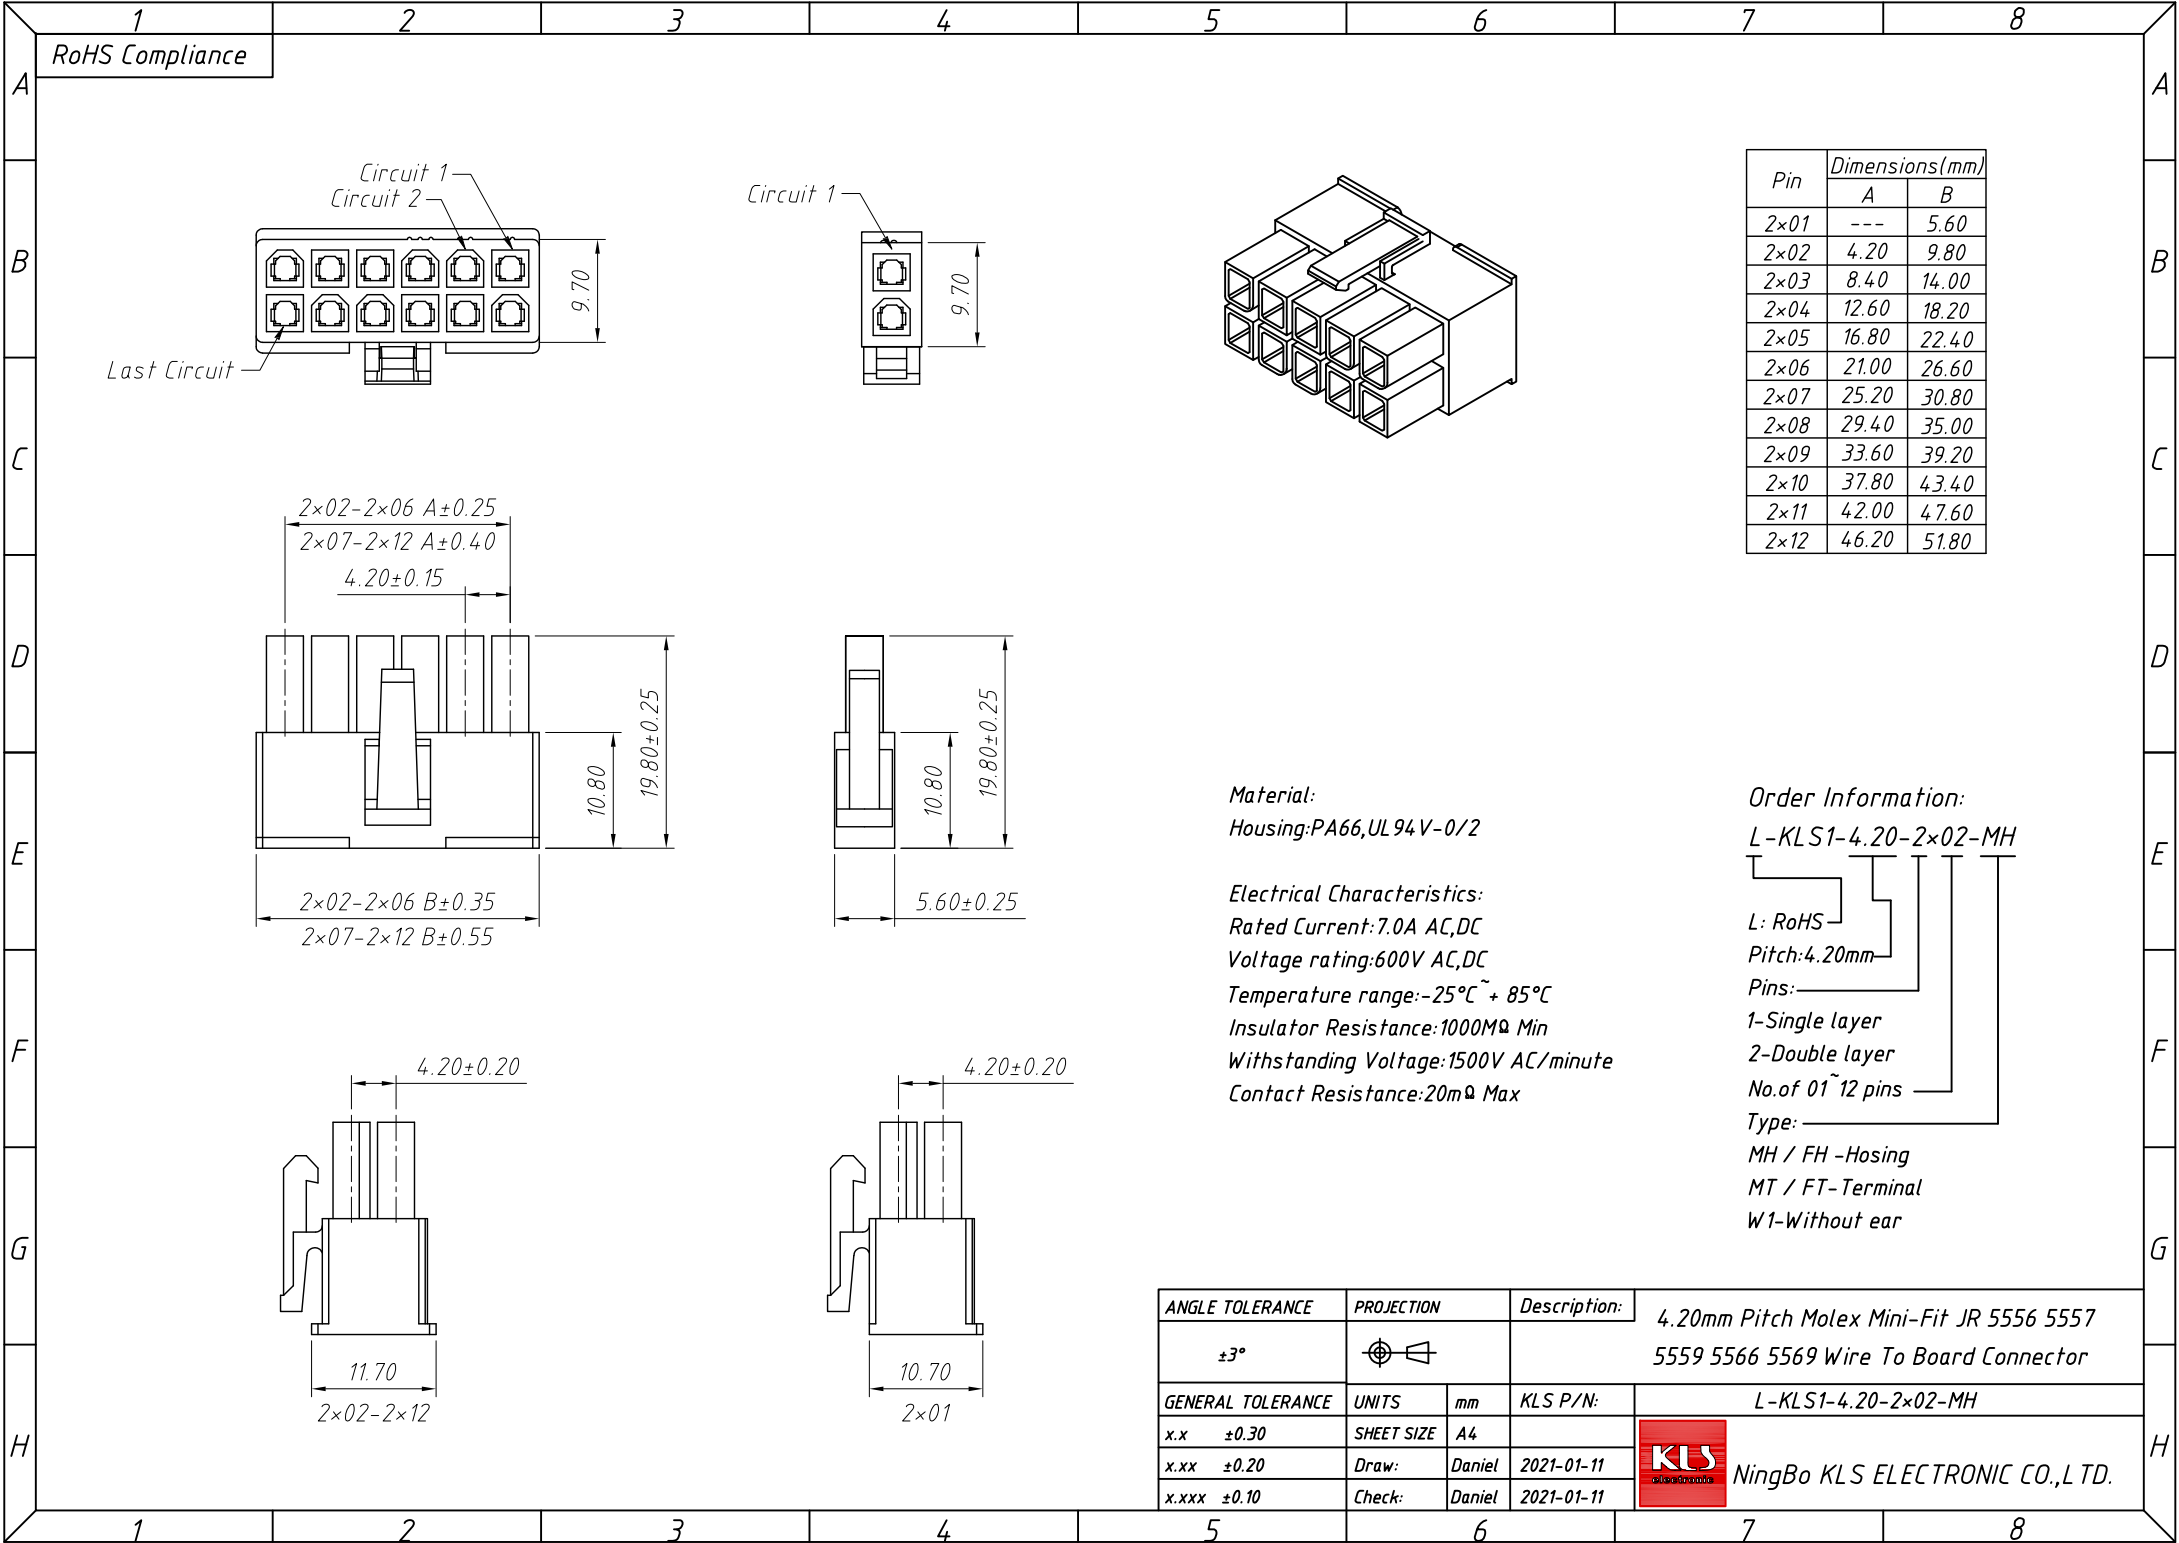 1 2 3 4 5 6 7 8
RoHS Compliance
A A
B B
C C
D D
E E
F F
G G
H H
Circuit 1
Circuit 2
Last Circuit
9.70
Circuit 1
9.70
Pin Dimensions(mm)
A B
2×01 --- 5.60
2×02 4.20 9.80
2×03 8.40 14.00
2×04 12.60 18.20
2×05 16.80 22.40
2×06 21.00 26.60
2×07 25.20 30.80
2×08 29.40 35.00
2×09 33.60 39.20
2×10 37.80 43.40
2×11 42.00 47.60
2×12 46.20 51.80
2×02-2×06 A±0.25
2×07-2×12 A±0.40
4.20±0.15
10.80
19.80±0.25
2×02-2×06 B±0.35
2×07-2×12 B±0.55
10.80
19.80±0.25
5.60±0.25
4.20±0.20
11.70
2×02-2×12
4.20±0.20
10.70
2×01
Material:
Housing:PA66,UL94V-0/2
Electrical Characteristics:
Rated Current:7.0A AC,DC
Voltage rating:600V AC,DC
Temperature range:-25°C~+ 85°C
Insulator Resistance:1000MΩ Min
Withstanding Voltage:1500V AC/minute
Contact Resistance:20mΩ Max
Order Information:
L-KLS1-4.20-2×02-MH
L: RoHS
Pitch:4.20mm
Pins:
1-Single layer
2-Double layer
No.of 01~12 pins
Type:
MH / FH -Hosing
MT / FT-Terminal
W1-Without ear
ANGLE TOLERANCE PROJECTION Description: 4.20mm Pitch Molex Mini-Fit JR 5556 5557
±3° 5559 5566 5569 Wire To Board Connector
GENERAL TOLERANCE UNITS mm KLS P/N: L-KLS1-4.20-2×02-MH
x.x ±0.30 SHEET SIZE A4
x.xx ±0.20 Draw: Daniel 2021-01-11
x.xxx ±0.10 Check: Daniel 2021-01-11
KLS
electronic
NingBo KLS ELECTRONIC CO.,LTD.
1 2 3 4 5 6 7 8